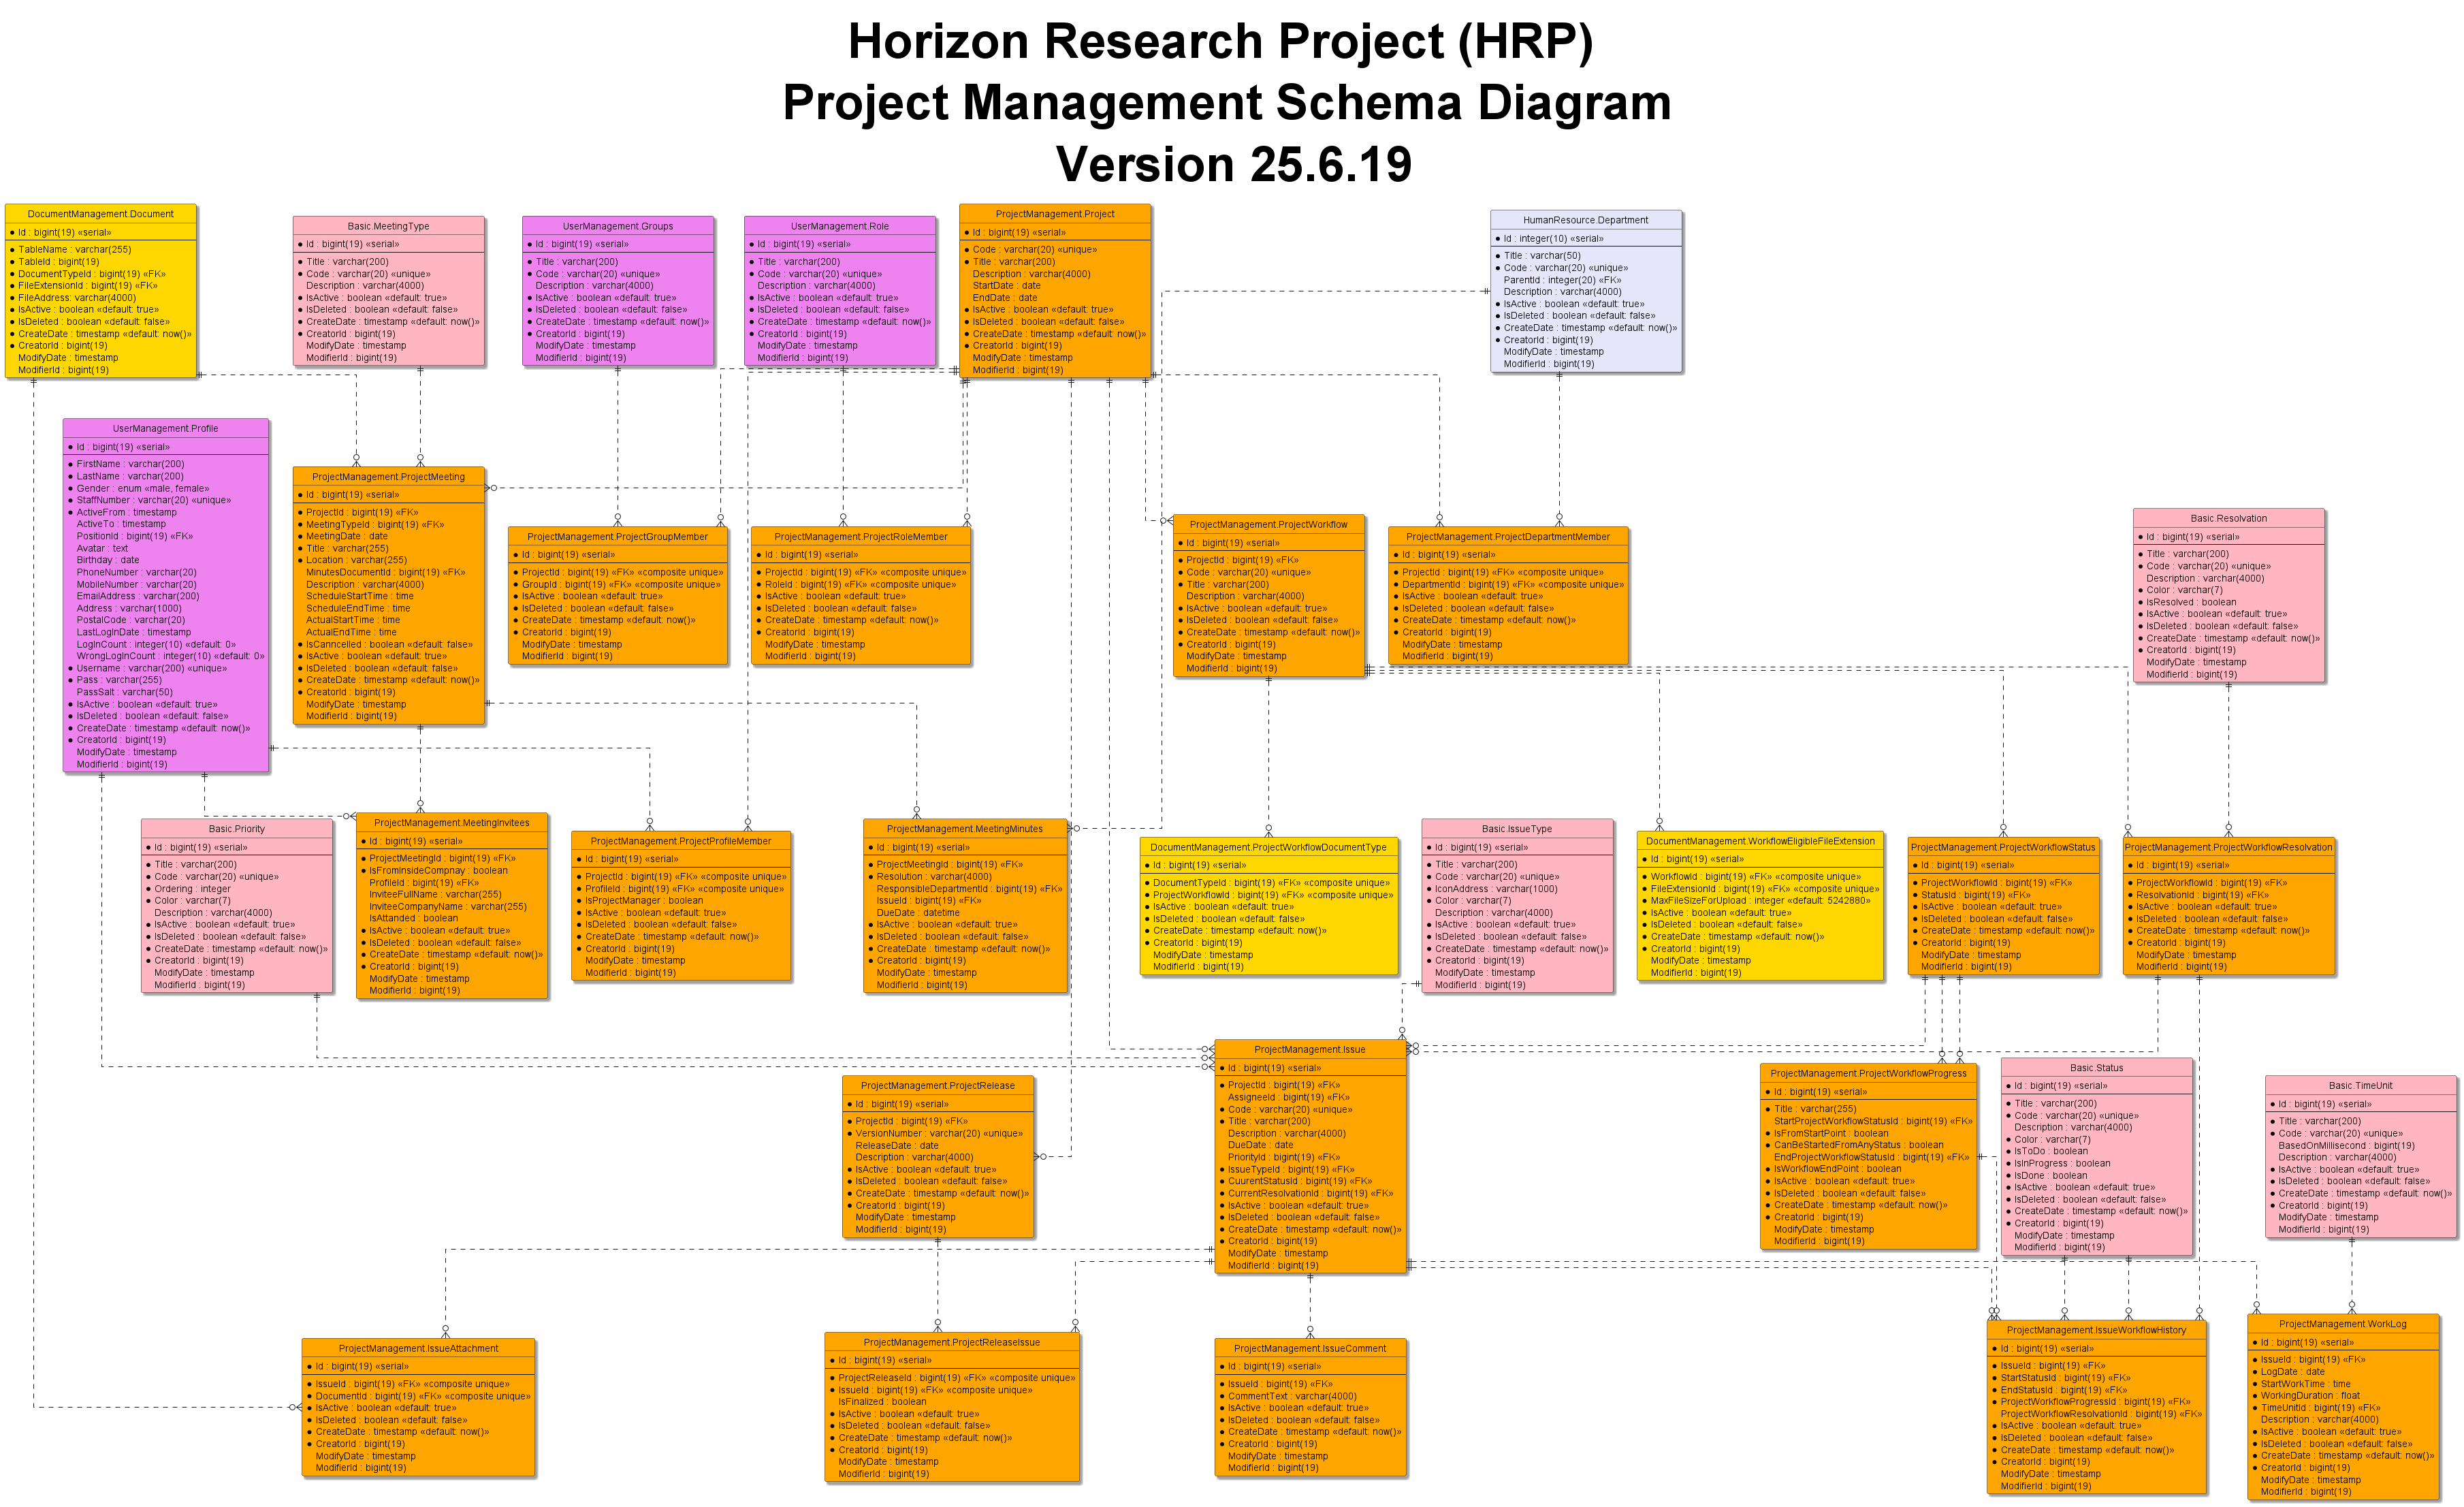 Horizon Research Project (HRP)
Project Management Schema Diagram
Version 25.6.19
DocumentManagement.Document
Id : bigint(19) «serial»
TableName : varchar(255)
TableId : bigint(19)
DocumentTypeId : bigint(19) «FK»
FileExtensionId : bigint(19) «FK»
FileAddress: varchar(4000)
IsActive : boolean «default: true»
IsDeleted : boolean «default: false»
CreateDate : timestamp «default: now()»
CreatorId : bigint(19)
ModifyDate : timestamp
ModifierId : bigint(19)
Basic.MeetingType
Id : bigint(19) «serial»
Title : varchar(200)
Code : varchar(20) «unique»
Description : varchar(4000)
IsActive : boolean «default: true»
IsDeleted : boolean «default: false»
CreateDate : timestamp «default: now()»
CreatorId : bigint(19)
ModifyDate : timestamp
ModifierId : bigint(19)
UserManagement.Groups
Id : bigint(19) «serial»
Title : varchar(200)
Code : varchar(20) «unique»
Description : varchar(4000)
IsActive : boolean «default: true»
IsDeleted : boolean «default: false»
CreateDate : timestamp «default: now()»
CreatorId : bigint(19)
ModifyDate : timestamp
ModifierId : bigint(19)
UserManagement.Role
Id : bigint(19) «serial»
Title : varchar(200)
Code : varchar(20) «unique»
Description : varchar(4000)
IsActive : boolean «default: true»
IsDeleted : boolean «default: false»
CreateDate : timestamp «default: now()»
CreatorId : bigint(19)
ModifyDate : timestamp
ModifierId : bigint(19)
ProjectManagement.Project
Id : bigint(19) «serial»
Code : varchar(20) «unique»
Title : varchar(200)
Description : varchar(4000)
StartDate : date
EndDate : date
IsActive : boolean «default: true»
IsDeleted : boolean «default: false»
CreateDate : timestamp «default: now()»
CreatorId : bigint(19)
ModifyDate : timestamp
ModifierId : bigint(19)
HumanResource.Department
Id : integer(10) «serial»
Title : varchar(50)
Code : varchar(20) «unique»
ParentId : integer(20) «FK»
Description : varchar(4000)
IsActive : boolean «default: true»
IsDeleted : boolean «default: false»
CreateDate : timestamp «default: now()»
CreatorId : bigint(19)
ModifyDate : timestamp
ModifierId : bigint(19)
UserManagement.Profile
Id : bigint(19) «serial»
FirstName : varchar(200)
LastName : varchar(200)
Gender : enum «male, female»
StaffNumber : varchar(20) «unique»
ActiveFrom : timestamp
ActiveTo : timestamp
PositionId : bigint(19) «FK»
Avatar : text
Birthday : date
PhoneNumber : varchar(20)
MobileNumber : varchar(20)
EmailAddress : varchar(200)
Address : varchar(1000)
PostalCode : varchar(20)
LastLogInDate : timestamp
LogInCount : integer(10) «default: 0»
WrongLogInCount : integer(10) «default: 0»
Username : varchar(200) «unique»
Pass : varchar(255)
PassSalt : varchar(50)
IsActive : boolean «default: true»
IsDeleted : boolean «default: false»
CreateDate : timestamp «default: now()»
CreatorId : bigint(19)
ModifyDate : timestamp
ModifierId : bigint(19)
ProjectManagement.ProjectMeeting
Id : bigint(19) «serial»
ProjectId : bigint(19) «FK»
MeetingTypeId : bigint(19) «FK»
MeetingDate : date
Title : varchar(255)
Location : varchar(255)
MinutesDocumentId : bigint(19) «FK»
Description : varchar(4000)
ScheduleStartTime : time
ScheduleEndTime : time
ActualStartTime : time
ActualEndTime : time
IsCanncelled : boolean «default: false»
IsActive : boolean «default: true»
IsDeleted : boolean «default: false»
CreateDate : timestamp «default: now()»
CreatorId : bigint(19)
ModifyDate : timestamp
ModifierId : bigint(19)
ProjectManagement.ProjectGroupMember
Id : bigint(19) «serial»
ProjectId : bigint(19) «FK» «composite unique»
GroupId : bigint(19) «FK» «composite unique»
IsActive : boolean «default: true»
IsDeleted : boolean «default: false»
CreateDate : timestamp «default: now()»
CreatorId : bigint(19)
ModifyDate : timestamp
ModifierId : bigint(19)
ProjectManagement.ProjectRoleMember
Id : bigint(19) «serial»
ProjectId : bigint(19) «FK» «composite unique»
RoleId : bigint(19) «FK» «composite unique»
IsActive : boolean «default: true»
IsDeleted : boolean «default: false»
CreateDate : timestamp «default: now()»
CreatorId : bigint(19)
ModifyDate : timestamp
ModifierId : bigint(19)
ProjectManagement.ProjectWorkflow
Id : bigint(19) «serial»
ProjectId : bigint(19) «FK»
Code : varchar(20) «unique»
Title : varchar(200)
Description : varchar(4000)
IsActive : boolean «default: true»
IsDeleted : boolean «default: false»
CreateDate : timestamp «default: now()»
CreatorId : bigint(19)
ModifyDate : timestamp
ModifierId : bigint(19)
ProjectManagement.ProjectDepartmentMember
Id : bigint(19) «serial»
ProjectId : bigint(19) «FK» «composite unique»
DepartmentId : bigint(19) «FK» «composite unique»
IsActive : boolean «default: true»
IsDeleted : boolean «default: false»
CreateDate : timestamp «default: now()»
CreatorId : bigint(19)
ModifyDate : timestamp
ModifierId : bigint(19)
Basic.Resolvation
Id : bigint(19) «serial»
Title : varchar(200)
Code : varchar(20) «unique»
Description : varchar(4000)
Color : varchar(7)
IsResolved : boolean
IsActive : boolean «default: true»
IsDeleted : boolean «default: false»
CreateDate : timestamp «default: now()»
CreatorId : bigint(19)
ModifyDate : timestamp
ModifierId : bigint(19)
Basic.Priority
Id : bigint(19) «serial»
Title : varchar(200)
Code : varchar(20) «unique»
Ordering : integer
Color : varchar(7)
Description : varchar(4000)
IsActive : boolean «default: true»
IsDeleted : boolean «default: false»
CreateDate : timestamp «default: now()»
CreatorId : bigint(19)
ModifyDate : timestamp
ModifierId : bigint(19)
ProjectManagement.MeetingInvitees
Id : bigint(19) «serial»
ProjectMeetingId : bigint(19) «FK»
IsFromInsideCompnay : boolean
ProfileId : bigint(19) «FK»
InviteeFullName : varchar(255)
InviteeCompanyName : varchar(255)
IsAttanded : boolean
IsActive : boolean «default: true»
IsDeleted : boolean «default: false»
CreateDate : timestamp «default: now()»
CreatorId : bigint(19)
ModifyDate : timestamp
ModifierId : bigint(19)
ProjectManagement.ProjectProfileMember
Id : bigint(19) «serial»
ProjectId : bigint(19) «FK» «composite unique»
ProfileId : bigint(19) «FK» «composite unique»
IsProjectManager : boolean
IsActive : boolean «default: true»
IsDeleted : boolean «default: false»
CreateDate : timestamp «default: now()»
CreatorId : bigint(19)
ModifyDate : timestamp
ModifierId : bigint(19)
ProjectManagement.MeetingMinutes
Id : bigint(19) «serial»
ProjectMeetingId : bigint(19) «FK»
Resolution : varchar(4000)
ResponsibleDepartmentId : bigint(19) «FK»
IssueId : bigint(19) «FK»
DueDate : datetime
IsActive : boolean «default: true»
IsDeleted : boolean «default: false»
CreateDate : timestamp «default: now()»
CreatorId : bigint(19)
ModifyDate : timestamp
ModifierId : bigint(19)
DocumentManagement.ProjectWorkflowDocumentType
Id : bigint(19) «serial»
DocumentTypeId : bigint(19) «FK» «composite unique»
ProjectWorkflowId : bigint(19) «FK» «composite unique»
IsActive : boolean «default: true»
IsDeleted : boolean «default: false»
CreateDate : timestamp «default: now()»
CreatorId : bigint(19)
ModifyDate : timestamp
ModifierId : bigint(19)
Basic.IssueType
Id : bigint(19) «serial»
Title : varchar(200)
Code : varchar(20) «unique»
IconAddress : varchar(1000)
Color : varchar(7)
Description : varchar(4000)
IsActive : boolean «default: true»
IsDeleted : boolean «default: false»
CreateDate : timestamp «default: now()»
CreatorId : bigint(19)
ModifyDate : timestamp
ModifierId : bigint(19)
DocumentManagement.WorkflowEligibleFileExtension
Id : bigint(19) «serial»
WorkflowId : bigint(19) «FK» «composite unique»
FileExtensionId : bigint(19) «FK» «composite unique»
MaxFileSizeForUpload : integer «default: 5242880»
IsActive : boolean «default: true»
IsDeleted : boolean «default: false»
CreateDate : timestamp «default: now()»
CreatorId : bigint(19)
ModifyDate : timestamp
ModifierId : bigint(19)
ProjectManagement.ProjectWorkflowStatus
Id : bigint(19) «serial»
ProjectWorkflowId : bigint(19) «FK»
StatusId : bigint(19) «FK»
IsActive : boolean «default: true»
IsDeleted : boolean «default: false»
CreateDate : timestamp «default: now()»
CreatorId : bigint(19)
ModifyDate : timestamp
ModifierId : bigint(19)
ProjectManagement.ProjectWorkflowResolvation
Id : bigint(19) «serial»
ProjectWorkflowId : bigint(19) «FK»
ResolvationId : bigint(19) «FK»
IsActive : boolean «default: true»
IsDeleted : boolean «default: false»
CreateDate : timestamp «default: now()»
CreatorId : bigint(19)
ModifyDate : timestamp
ModifierId : bigint(19)
ProjectManagement.ProjectRelease
Id : bigint(19) «serial»
ProjectId : bigint(19) «FK»
VersionNumber : varchar(20) «unique»
ReleaseDate : date
Description : varchar(4000)
IsActive : boolean «default: true»
IsDeleted : boolean «default: false»
CreateDate : timestamp «default: now()»
CreatorId : bigint(19)
ModifyDate : timestamp
ModifierId : bigint(19)
ProjectManagement.Issue
Id : bigint(19) «serial»
ProjectId : bigint(19) «FK»
AssigneeId : bigint(19) «FK»
Code : varchar(20) «unique»
Title : varchar(200)
Description : varchar(4000)
DueDate : date
PriorityId : bigint(19) «FK»
IssueTypeId : bigint(19) «FK»
CuurentStatusId : bigint(19) «FK»
CurrentResolvationId : bigint(19) «FK»
IsActive : boolean «default: true»
IsDeleted : boolean «default: false»
CreateDate : timestamp «default: now()»
CreatorId : bigint(19)
ModifyDate : timestamp
ModifierId : bigint(19)
ProjectManagement.ProjectWorkflowProgress
Id : bigint(19) «serial»
Title : varchar(255)
StartProjectWorkflowStatusId : bigint(19) «FK»
IsFromStartPoint : boolean
CanBeStartedFromAnyStatus : boolean
EndProjectWorkflowStatusId : bigint(19) «FK»
IsWorkflowEndPoint : boolean
IsActive : boolean «default: true»
IsDeleted : boolean «default: false»
CreateDate : timestamp «default: now()»
CreatorId : bigint(19)
ModifyDate : timestamp
ModifierId : bigint(19)
Basic.Status
Id : bigint(19) «serial»
Title : varchar(200)
Code : varchar(20) «unique»
Description : varchar(4000)
Color : varchar(7)
IsToDo : boolean
IsInProgress : boolean
IsDone : boolean
IsActive : boolean «default: true»
IsDeleted : boolean «default: false»
CreateDate : timestamp «default: now()»
CreatorId : bigint(19)
ModifyDate : timestamp
ModifierId : bigint(19)
Basic.TimeUnit
Id : bigint(19) «serial»
Title : varchar(200)
Code : varchar(20) «unique»
BasedOnMillisecond : bigint(19)
Description : varchar(4000)
IsActive : boolean «default: true»
IsDeleted : boolean «default: false»
CreateDate : timestamp «default: now()»
CreatorId : bigint(19)
ModifyDate : timestamp
ModifierId : bigint(19)
ProjectManagement.IssueAttachment
Id : bigint(19) «serial»
IssueId : bigint(19) «FK» «composite unique»
DocumentId : bigint(19) «FK» «composite unique»
IsActive : boolean «default: true»
IsDeleted : boolean «default: false»
CreateDate : timestamp «default: now()»
CreatorId : bigint(19)
ModifyDate : timestamp
ModifierId : bigint(19)
ProjectManagement.ProjectReleaseIssue
Id : bigint(19) «serial»
ProjectReleaseId : bigint(19) «FK» «composite unique»
IssueId : bigint(19) «FK» «composite unique»
IsFinalized : boolean
IsActive : boolean «default: true»
IsDeleted : boolean «default: false»
CreateDate : timestamp «default: now()»
CreatorId : bigint(19)
ModifyDate : timestamp
ModifierId : bigint(19)
ProjectManagement.IssueComment
Id : bigint(19) «serial»
IssueId : bigint(19) «FK»
CommentText : varchar(4000)
IsActive : boolean «default: true»
IsDeleted : boolean «default: false»
CreateDate : timestamp «default: now()»
CreatorId : bigint(19)
ModifyDate : timestamp
ModifierId : bigint(19)
ProjectManagement.IssueWorkflowHistory
Id : bigint(19) «serial»
IssueId : bigint(19) «FK»
StartStatusId : bigint(19) «FK»
EndStatusId : bigint(19) «FK»
ProjectWorkflowProgressId : bigint(19) «FK»
ProjectWorkflowResolvationId : bigint(19) «FK»
IsActive : boolean «default: true»
IsDeleted : boolean «default: false»
CreateDate : timestamp «default: now()»
CreatorId : bigint(19)
ModifyDate : timestamp
ModifierId : bigint(19)
ProjectManagement.WorkLog
Id : bigint(19) «serial»
IssueId : bigint(19) «FK»
LogDate : date
StartWorkTime : time
WorkingDuration : float
TimeUnitId : bigint(19) «FK»
Description : varchar(4000)
IsActive : boolean «default: true»
IsDeleted : boolean «default: false»
CreateDate : timestamp «default: now()»
CreatorId : bigint(19)
ModifyDate : timestamp
ModifierId : bigint(19)